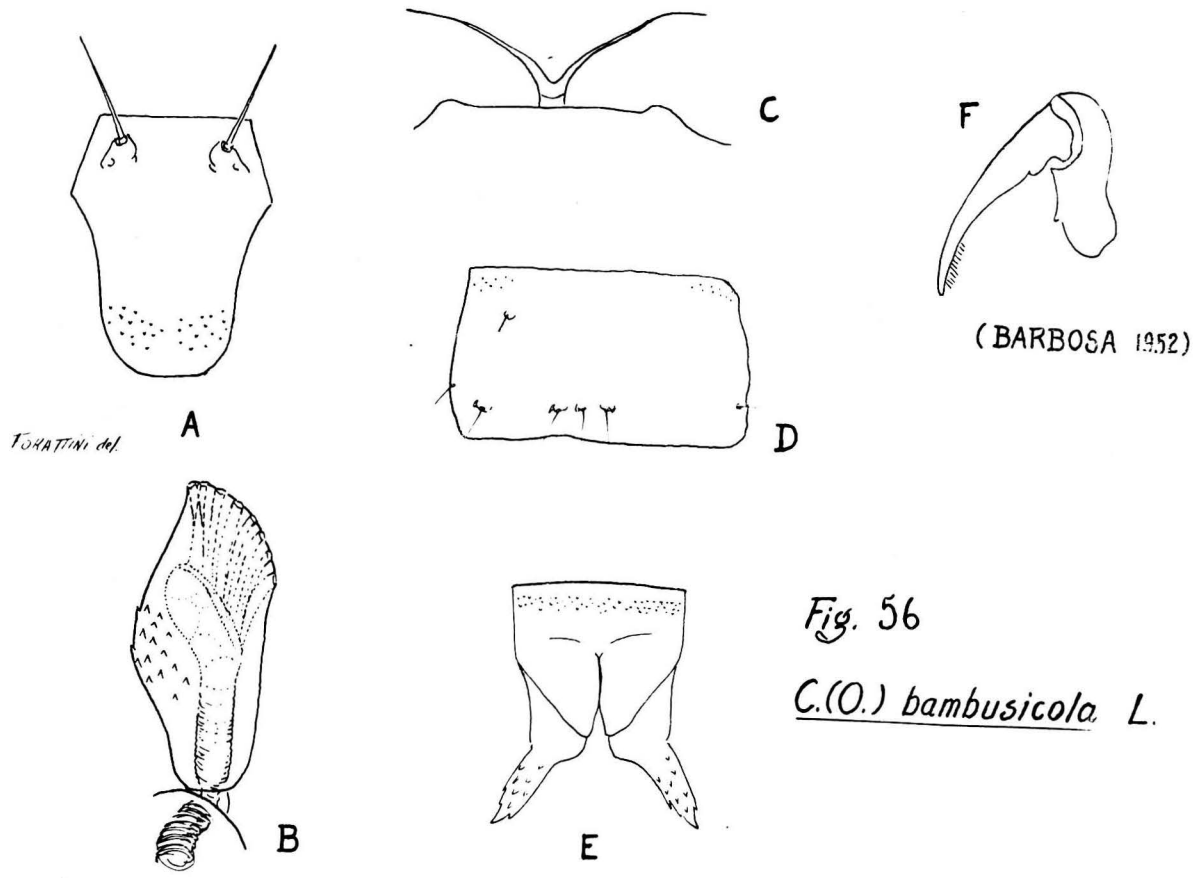 C
F
(BARBOSA 1952)
A
D
FORATTINI del.
Fig. 56
C.(O.) bambusicola L.
B
E